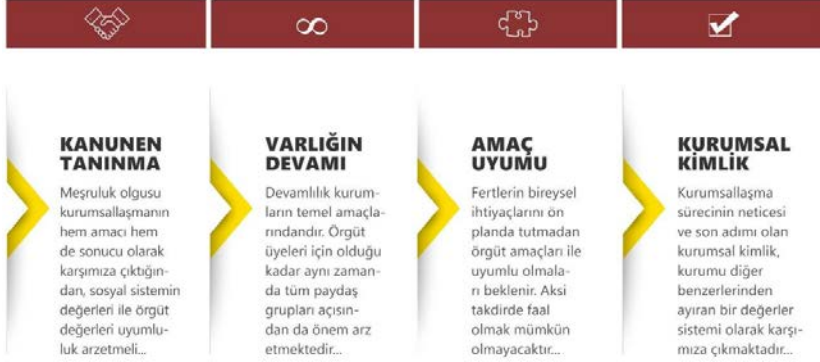 KANUNEN
TANINMA
Meşruluk olgusu
kurumsallaşmanın
hem amacı hem
de sonucu olarak
karşımıza çıktığın-
dan, sosyal sistemin
değerleri ile örgüt
değerleri uyumlu-
luk arzetmeli...
VARLIĞIN
DEVAMI
Devamlılık kurum-
ların temel amaçla-
rındandır. Örgüt
üyeleri için olduğu
kadar aynı zaman-
da tüm paydaş
grupları açısın-
dan da önem arz
etmektedir...
AMAÇ
UYUMU
Fertlerin bireysel
ihtiyaçlarını ön
planda tutmadan
örgüt amaçları ile
uyumlu olmala-
rı beklenir. Aksi
takdirde faal
olmak mümkün
olmayacaktır...
KURUMSAL
KİMLİK
Kurumsallaşma
sürecinin neticesi
ve son adımı olan
kurumsal kimlik,
kurumu diğer
benzerlerinden
ayıran bir değerler
sistemi olarak karşı-
mıza çıkmaktadır...